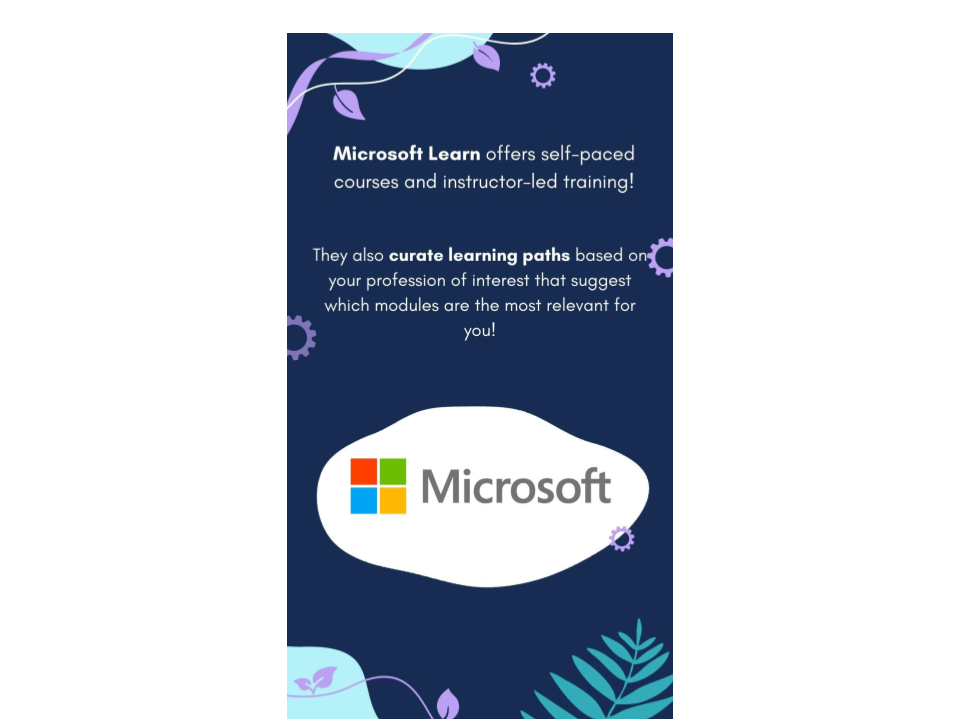 Microsoft Learn offers self-paced
courses and instructor-led training!
They also curate learning paths based on
your profession of interest that suggest
which modules are the most relevant for
you!
Microsoft